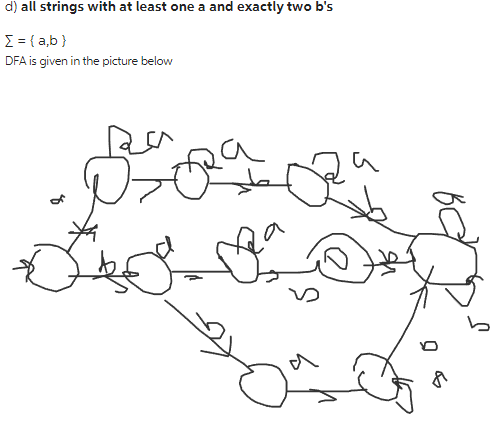 d) all strings with at least one a and exactly two b's
Σ = { a,b }
DFA is given in the picture below
a
a
a
b
b
a
a
b
a
b
a